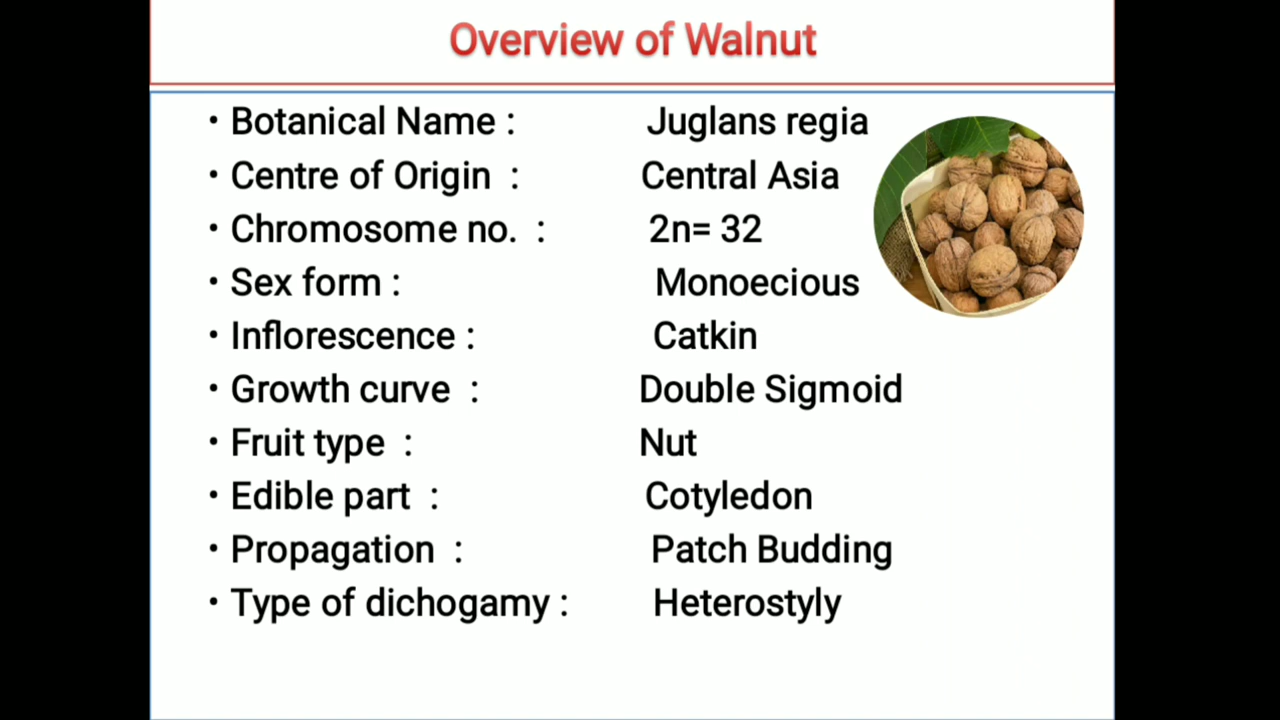 Overview of Walnut
• Botanical Name : Juglans regia
• Centre of Origin : Central Asia
• Chromosome no. : 2n= 32
• Sex form : Monoecious
• Inflorescence : Catkin
• Growth curve : Double Sigmoid
• Fruit type : Nut
• Edible part : Cotyledon
• Propagation : Patch Budding
• Type of dichogamy : Heterostyly